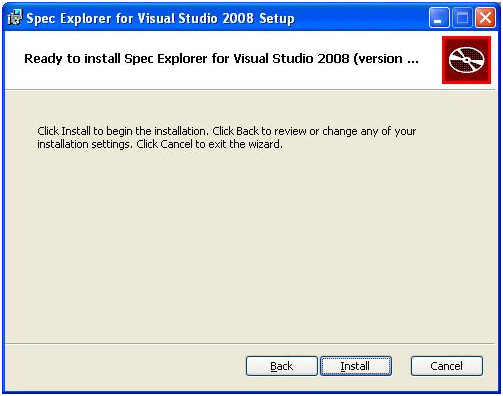 Spec Explorer for Visual Studio 2008 Setup
Ready to install Spec Explorer for Visual Studio 2008 (version ...
Click Install to begin the installation. Click Back to review or change any of your
installation settings. Click Cancel to exit the wizard.
Back Install Cancel